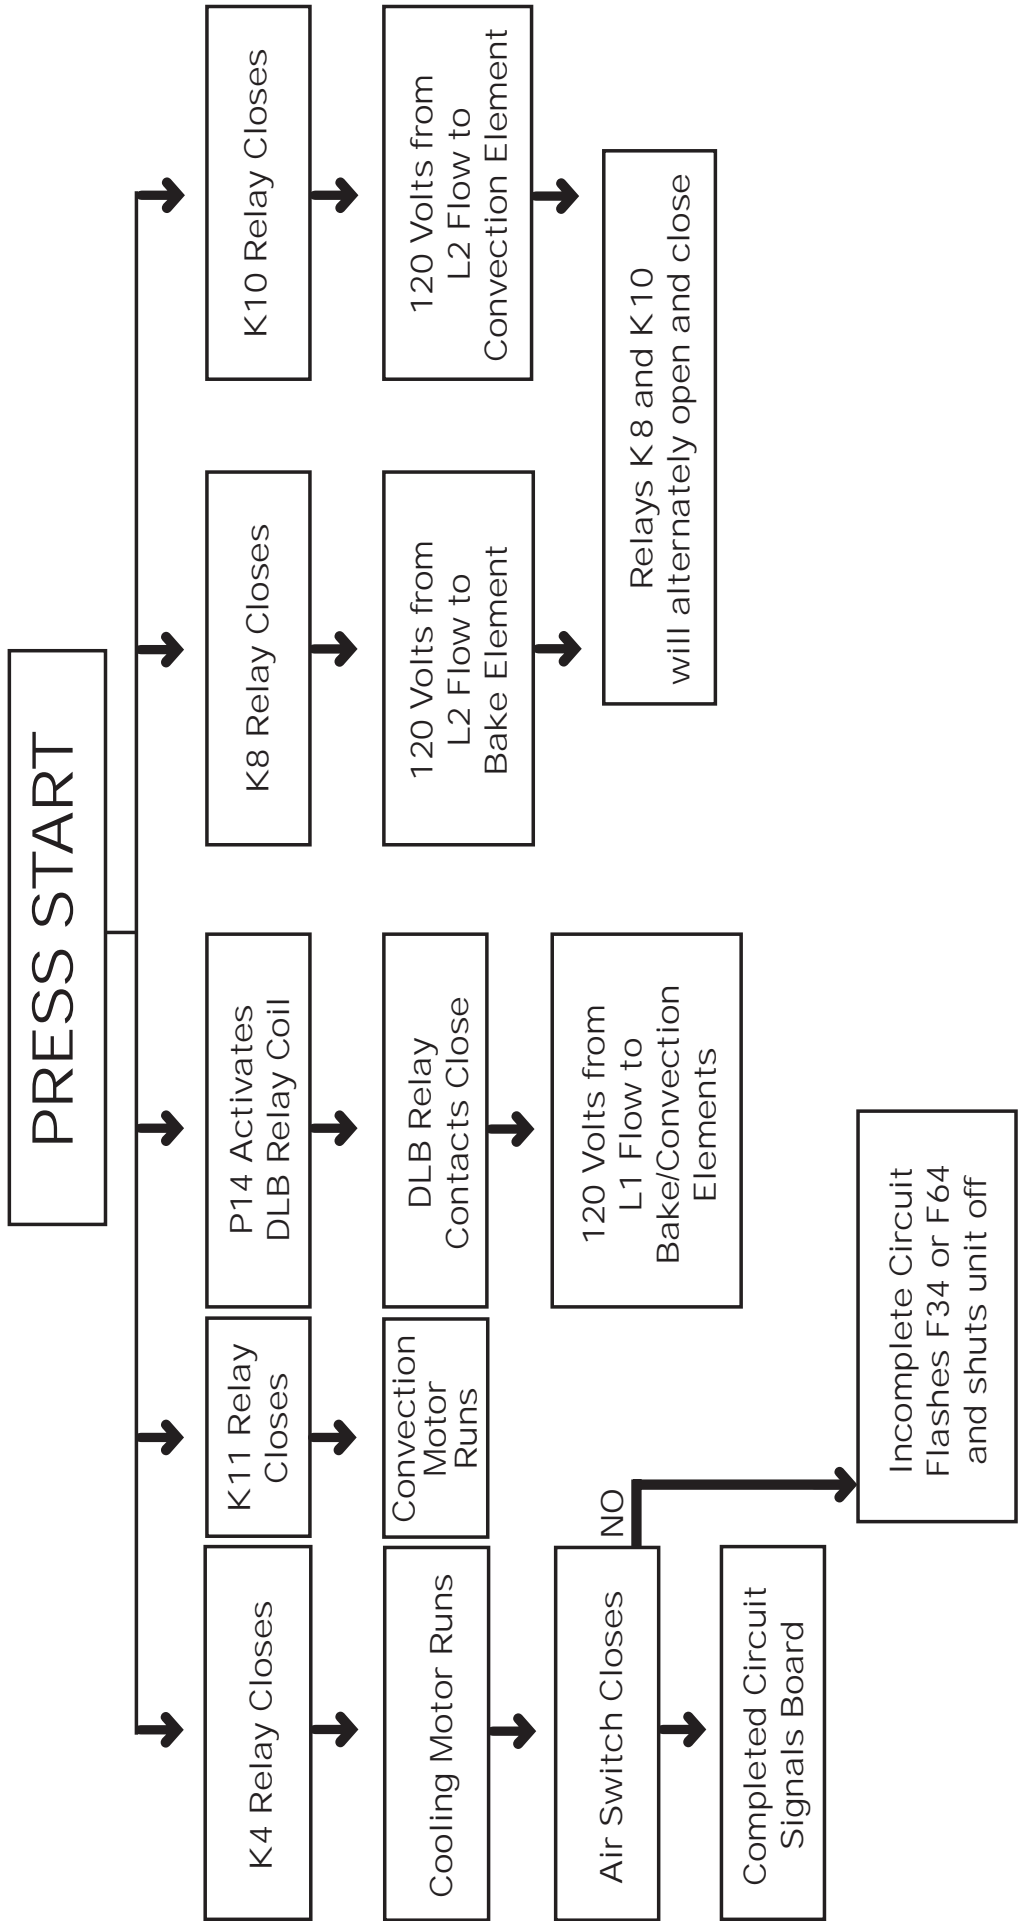 PRESS START
K4 Relay Closes
Cooling Motor Runs
Air Switch Closes
NO
Completed Circuit
Signals Board
Incomplete Circuit
Flashes F34 or F64
and shuts unit off
K11 Relay
Closes
Convection
Motor
Runs
P14 Activates
DLB Relay Coil
DLB Relay
Contacts Close
120 Volts from
L1 Flow to
Bake/Convection
Elements
K8 Relay Closes
120 Volts from
L2 Flow to
Bake Element
K10 Relay Closes
120 Volts from
L2 Flow to
Convection Element
Relays K8 and K10
will alternately open and close